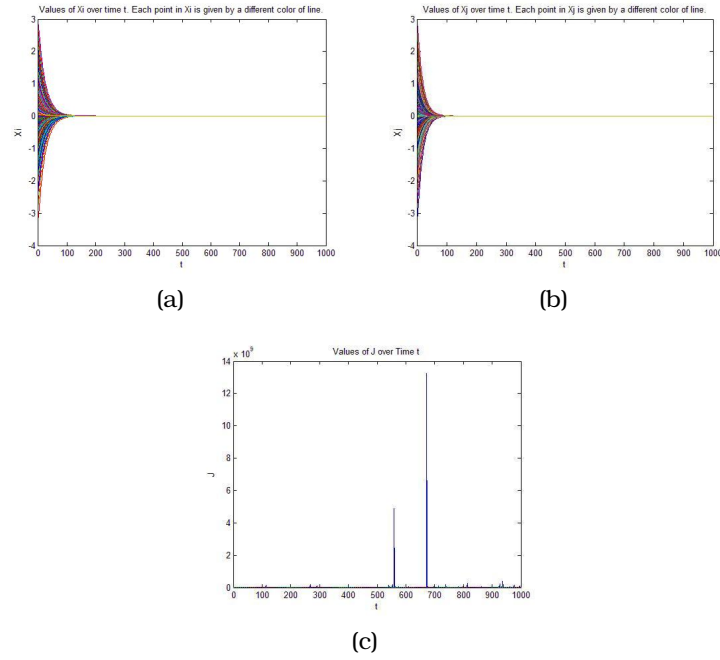 Values of Xi over time t. Each point in Xi is given by a different color of line.
3
2
1
0
-1
-2
-3
-4
Xi
0 100 200 300 400 500 600 700 800 900 1000
t
(a)
Values of Xj over time t. Each point in Xj is given by a different color of line.
3
2
1
0
-1
-2
-3
-4
Xj
0 100 200 300 400 500 600 700 800 900 1000
t
(b)
Values of J over Time t
x 10^9
14
12
10
8
6
4
2
0
J
0 100 200 300 400 500 600 700 800 900 1000
t
(c)